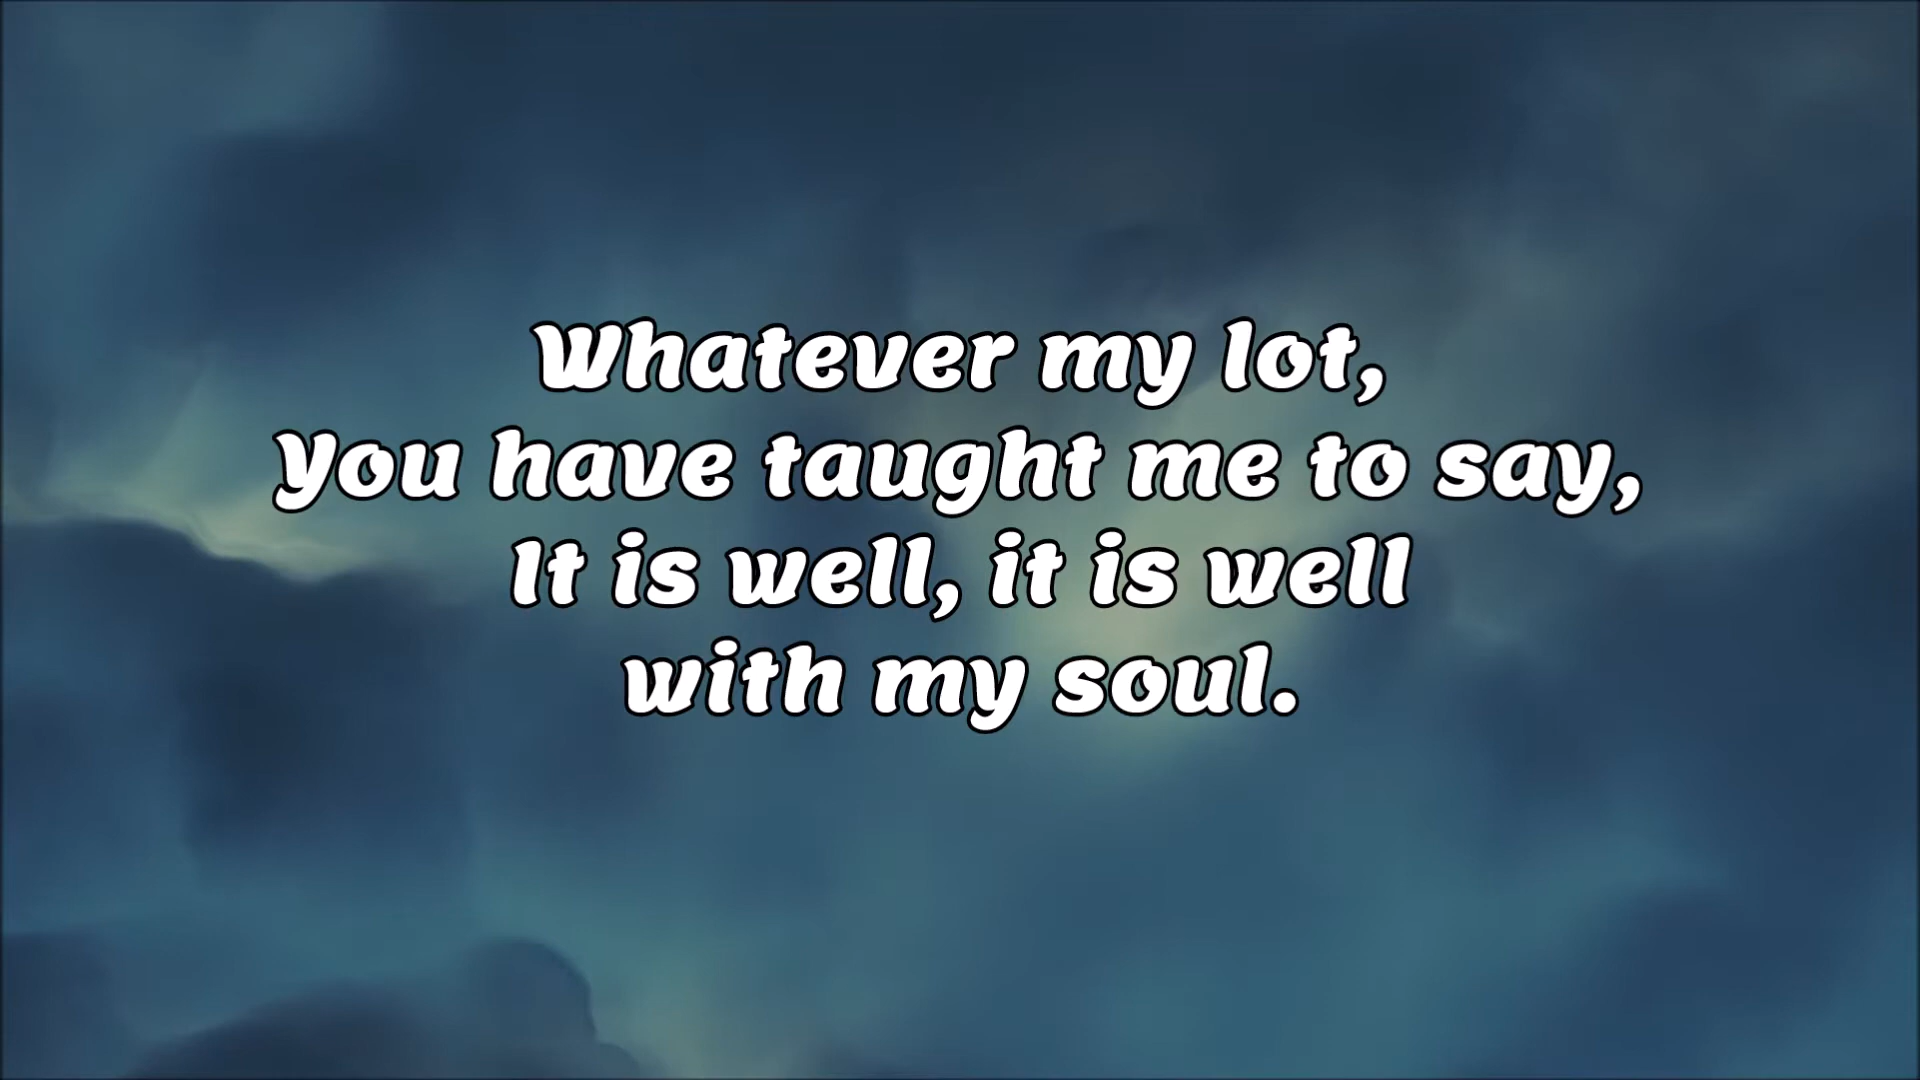 Whatever my lot,
You have taught me to say,
It is well, it is well
with my soul.